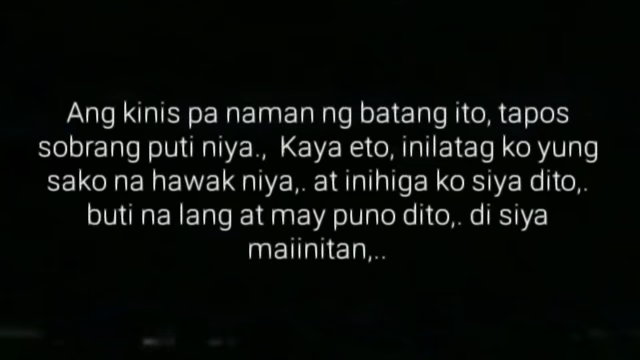 Ang kinis pa naman ng batang ito, tapos
sobrang puti niya., Kaya eto, inilatag ko yung
sako na hawak niya,. at inihiga ko siya dito,.
buti na lang at may puno dito,. di siya
maiinitan,..